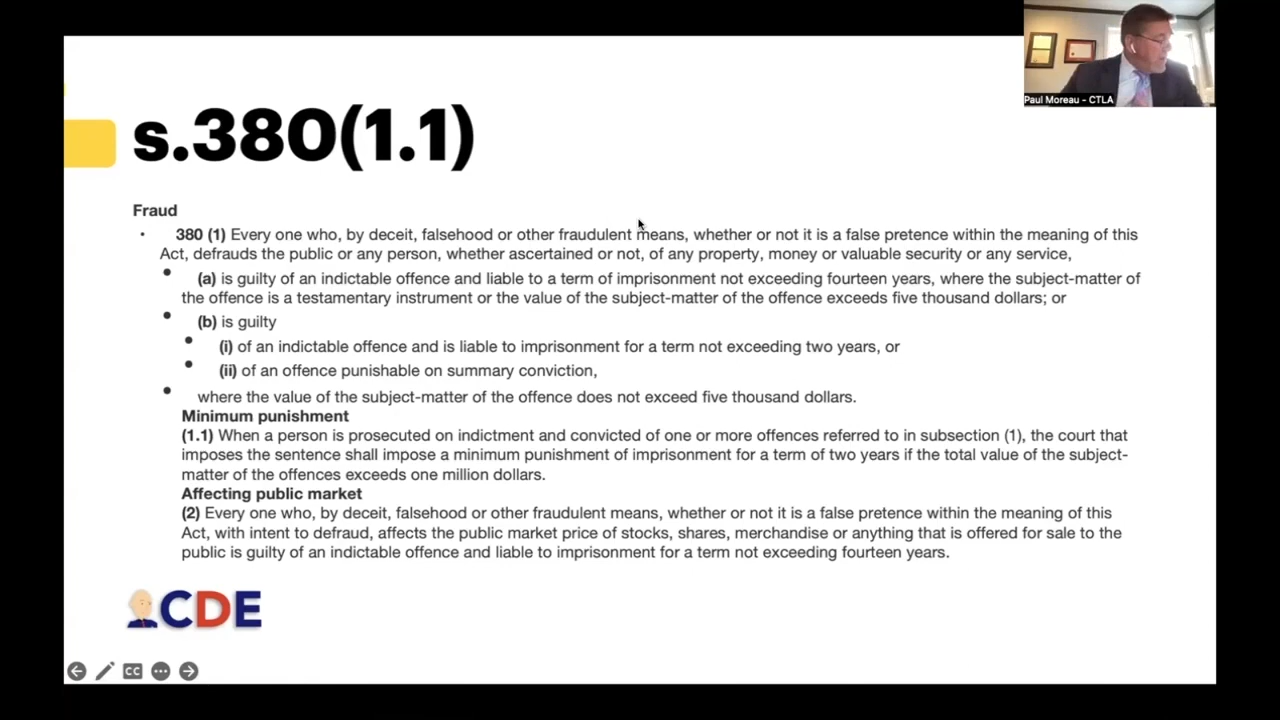 Paul Moreau - CTLA
s.380(1.1)
Fraud
380 (1) Every one who, by deceit, falsehood or other fraudulent means, whether or not it is a false pretence within the meaning of this
Act, defrauds the public or any person, whether ascertained or not, of any property, money or valuable security or any service,
(a) is guilty of an indictable offence and liable to a term of imprisonment not exceeding fourteen years, where the subject-matter of
the offence is a testamentary instrument or the value of the subject-matter of the offence exceeds five thousand dollars; or
(b) is guilty
(i) of an indictable offence and is liable to imprisonment for a term not exceeding two years, or
(ii) of an offence punishable on summary conviction,
where the value of the subject-matter of the offence does not exceed five thousand dollars.
Minimum punishment
(1.1) When a person is prosecuted on indictment and convicted of one or more offences referred to in subsection (1), the court that
imposes the sentence shall impose a minimum punishment of imprisonment for a term of two years if the total value of the subject-
matter of the offences exceeds one million dollars.
Affecting public market
(2) Every one who, by deceit, falsehood or other fraudulent means, whether or not it is a false pretence within the meaning of this
Act, with intent to defraud, affects the public market price of stocks, shares, merchandise or anything that is offered for sale to the
public is guilty of an indictable offence and liable to imprisonment for a term not exceeding fourteen years.
CDE
CC